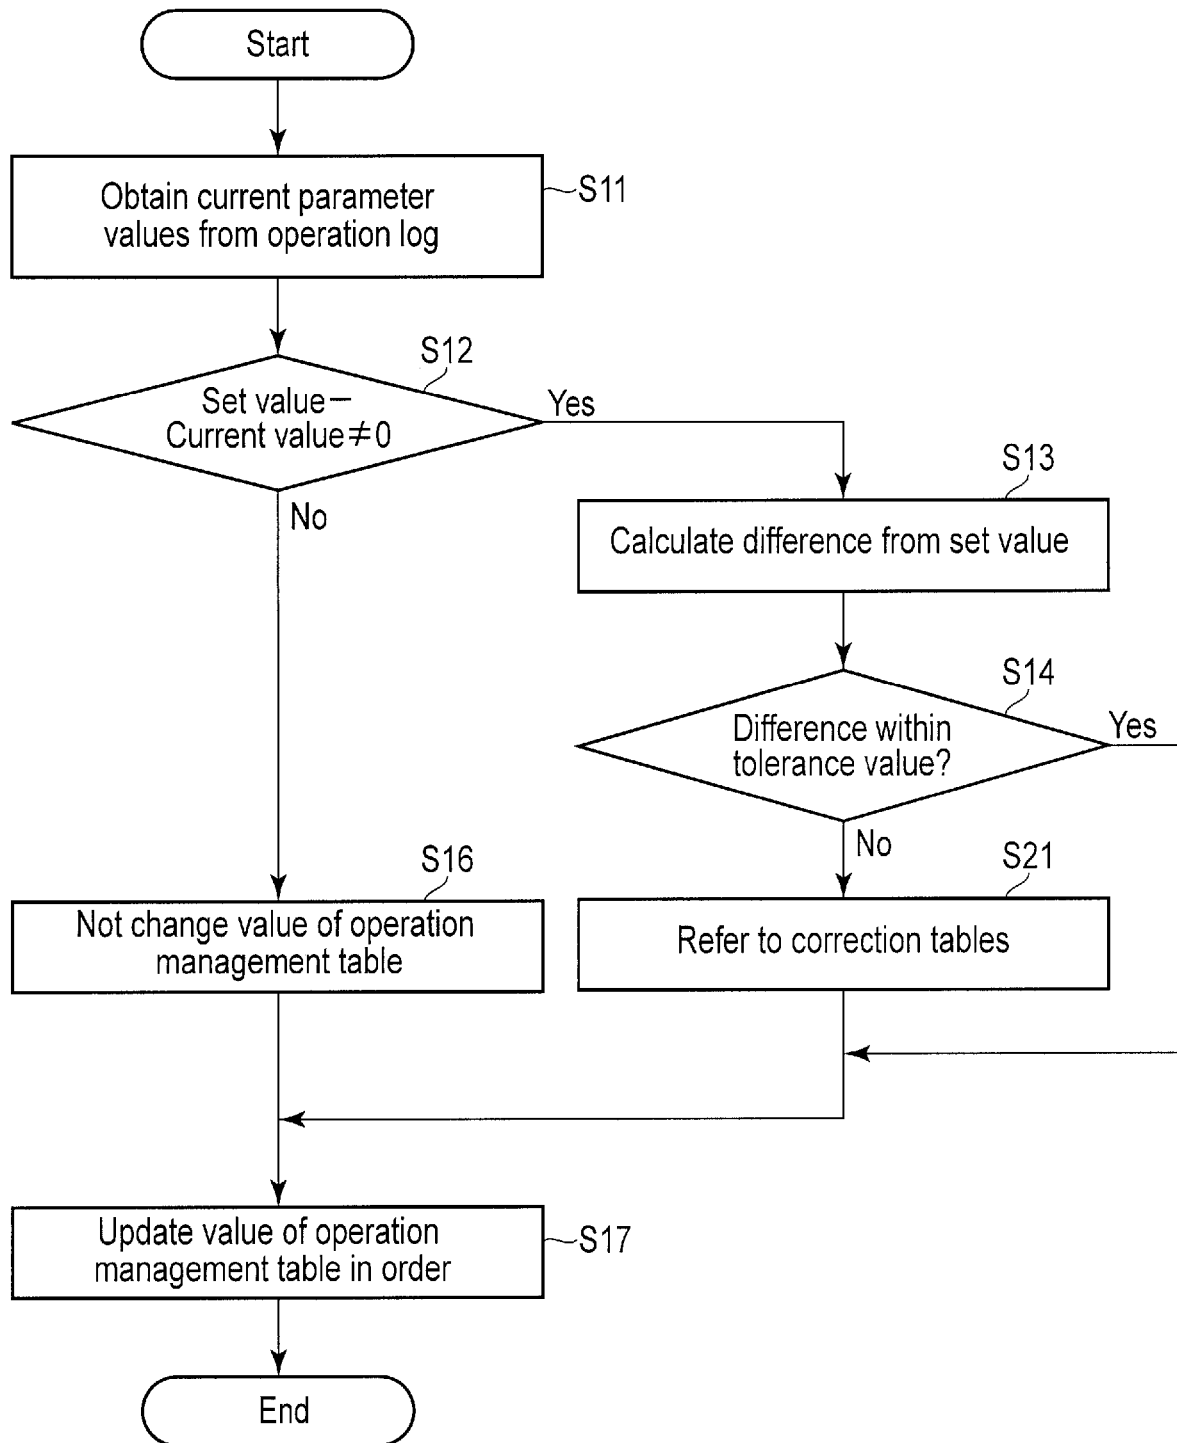 Start
Obtain current parameter
values from operation log
S11
S12
Set value−
Current value≠0
Yes
No
S13
Calculate difference from set value
S14
Difference within
tolerance value?
Yes
No
S16
Not change value of operation
management table
S21
Refer to correction tables
Update value of operation
management table in order
S17
End